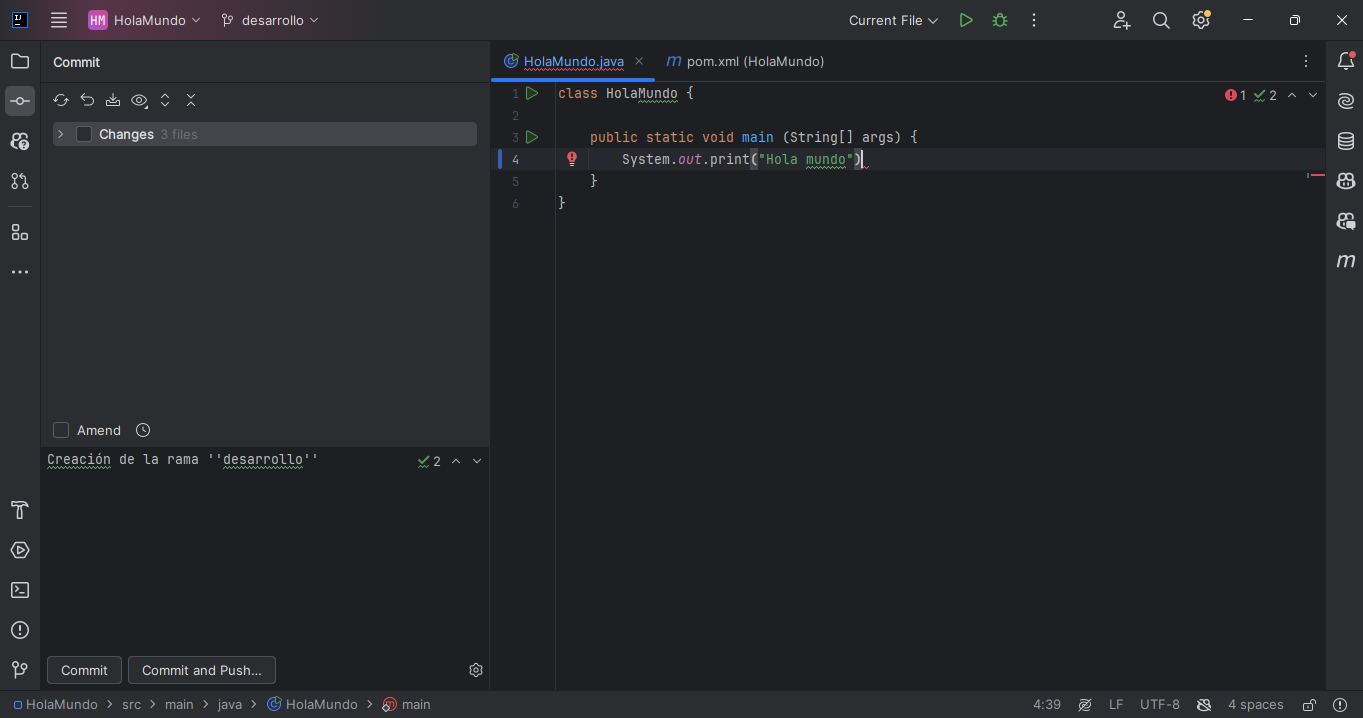 HM HolaMundo desarrollo Current File
Commit
HolaMundo.java pom.xml (HolaMundo)
Changes 3 files
1 class HolaMundo {
2
3 public static void main (String[] args) {
4 System.out.print("Hola mundo")
5 }
6 }
1 2
Amend
Creación de la rama ''desarrollo''
2
Commit Commit and Push...
HolaMundo > src > main > java > HolaMundo > main 4:39 LF UTF-8 4 spaces